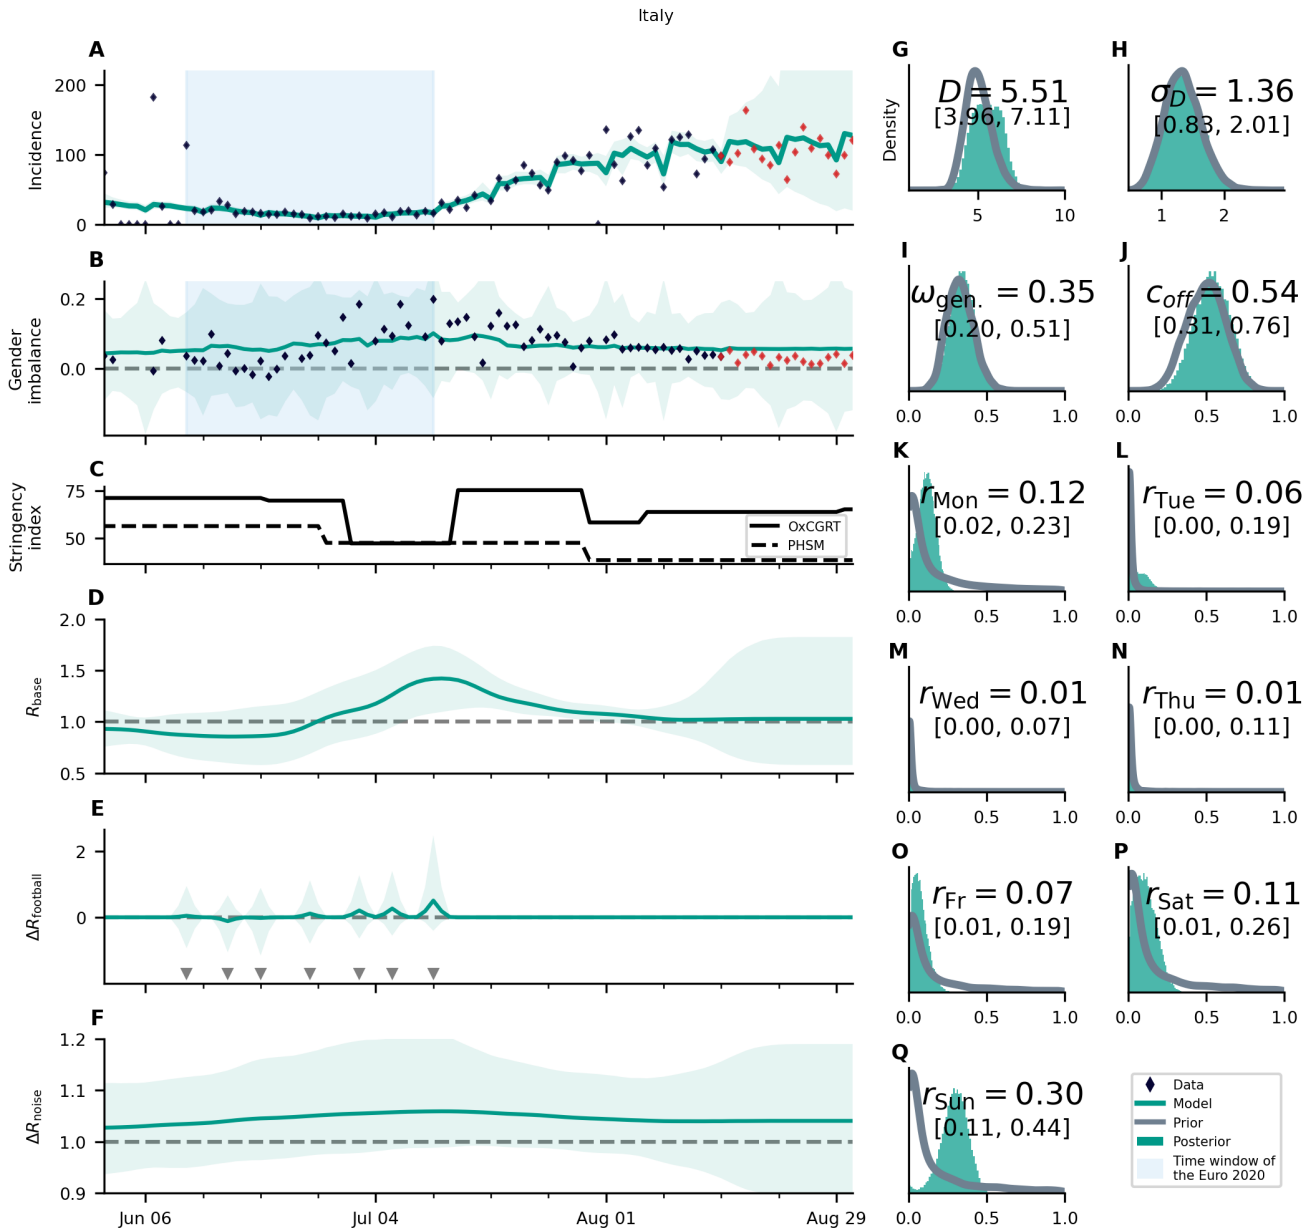 Italy
A
Incidence
200
100
0
B
Gender
imbalance
0.2
0.0
C
Stringency
index
75
50
OxCGRT
PHSM
D
R_base
2.0
1.5
1.0
0.5
E
ΔR_football
2
0
F
ΔR_noise
1.2
1.1
1.0
0.9
Jun 06
Jul 04
Aug 01
Aug 29
G
Density
D = 5.51
[3.96, 7.11]
5
10
H
σ_D = 1.36
[0.83, 2.01]
1
2
I
ω_gen. = 0.35
[0.20, 0.51]
0.0
0.5
1.0
J
c_off = 0.54
[0.31, 0.76]
0.0
0.5
1.0
K
r_Mon = 0.12
[0.02, 0.23]
0.0
0.5
1.0
L
r_Tue = 0.06
[0.00, 0.19]
0.0
0.5
1.0
M
r_Wed = 0.01
[0.00, 0.07]
0.0
0.5
1.0
N
r_Thu = 0.01
[0.00, 0.11]
0.0
0.5
1.0
O
r_Fr = 0.07
[0.01, 0.19]
0.0
0.5
1.0
P
r_Sat = 0.11
[0.01, 0.26]
0.0
0.5
1.0
Q
r_Sun = 0.30
[0.11, 0.44]
0.0
0.5
1.0
Data
Model
Prior
Posterior
Time window of
the Euro 2020